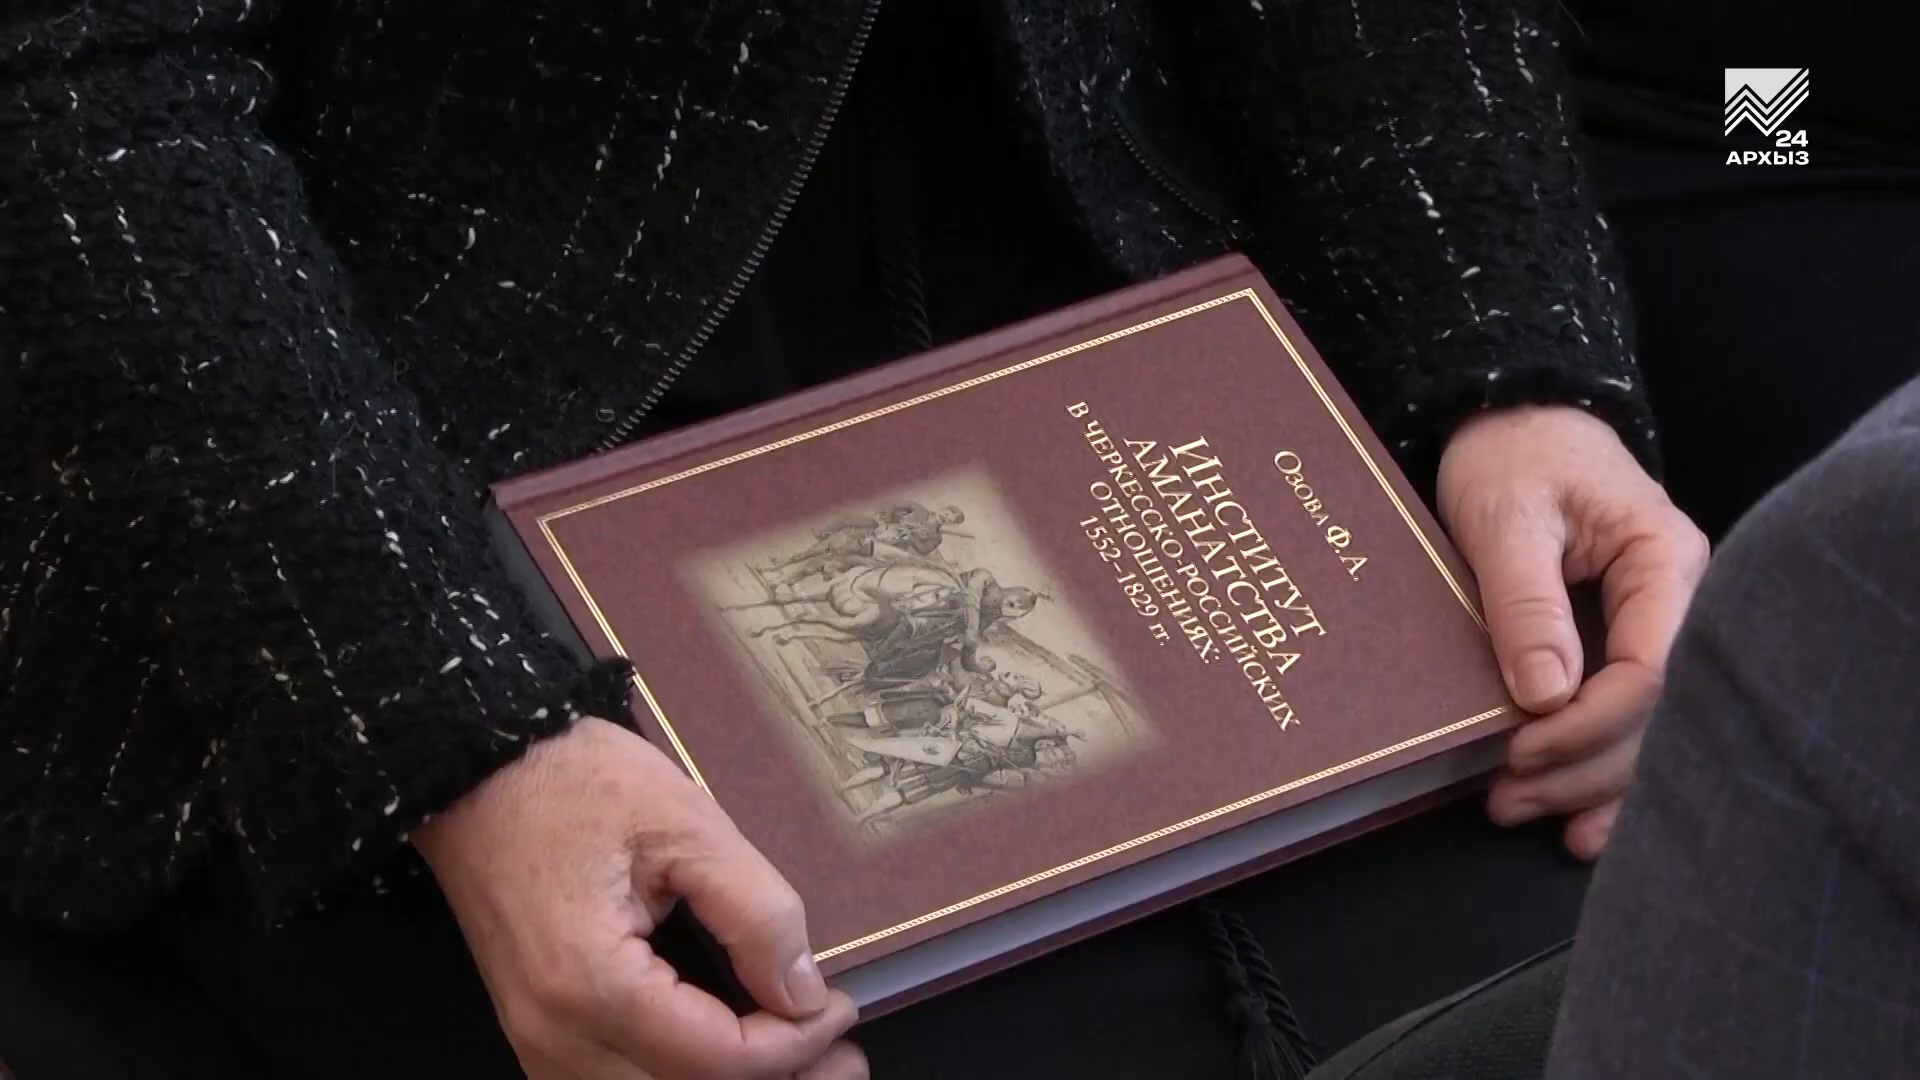 24
АРХЫЗ
Озова Ф.А.
ИНСТИТУТ
АМАНАТСТВА
В ЧЕРКЕССКО-РОССИЙСКИХ
ОТНОШЕНИЯХ:
1552–1829 гг.